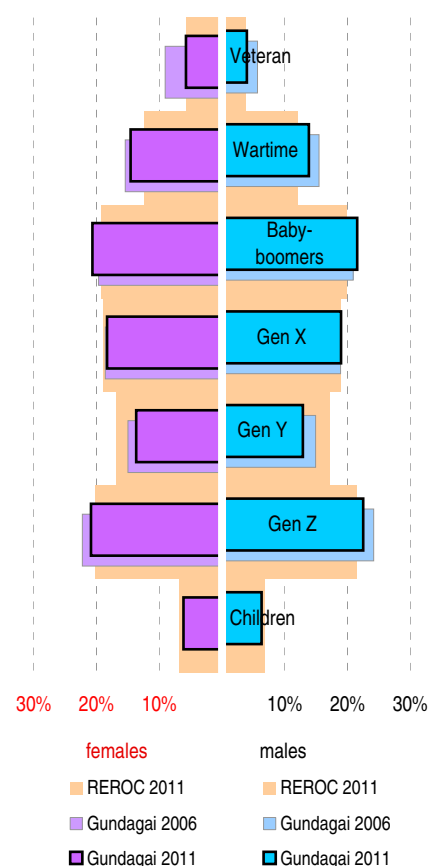 Veteran
Wartime
Baby-
boomers
Gen X
Gen Y
Gen Z
Children
30% 20% 10% 10% 20% 30%
females males
REROC 2011 REROC 2011
Gundagai 2006 Gundagai 2006
Gundagai 2011 Gundagai 2011